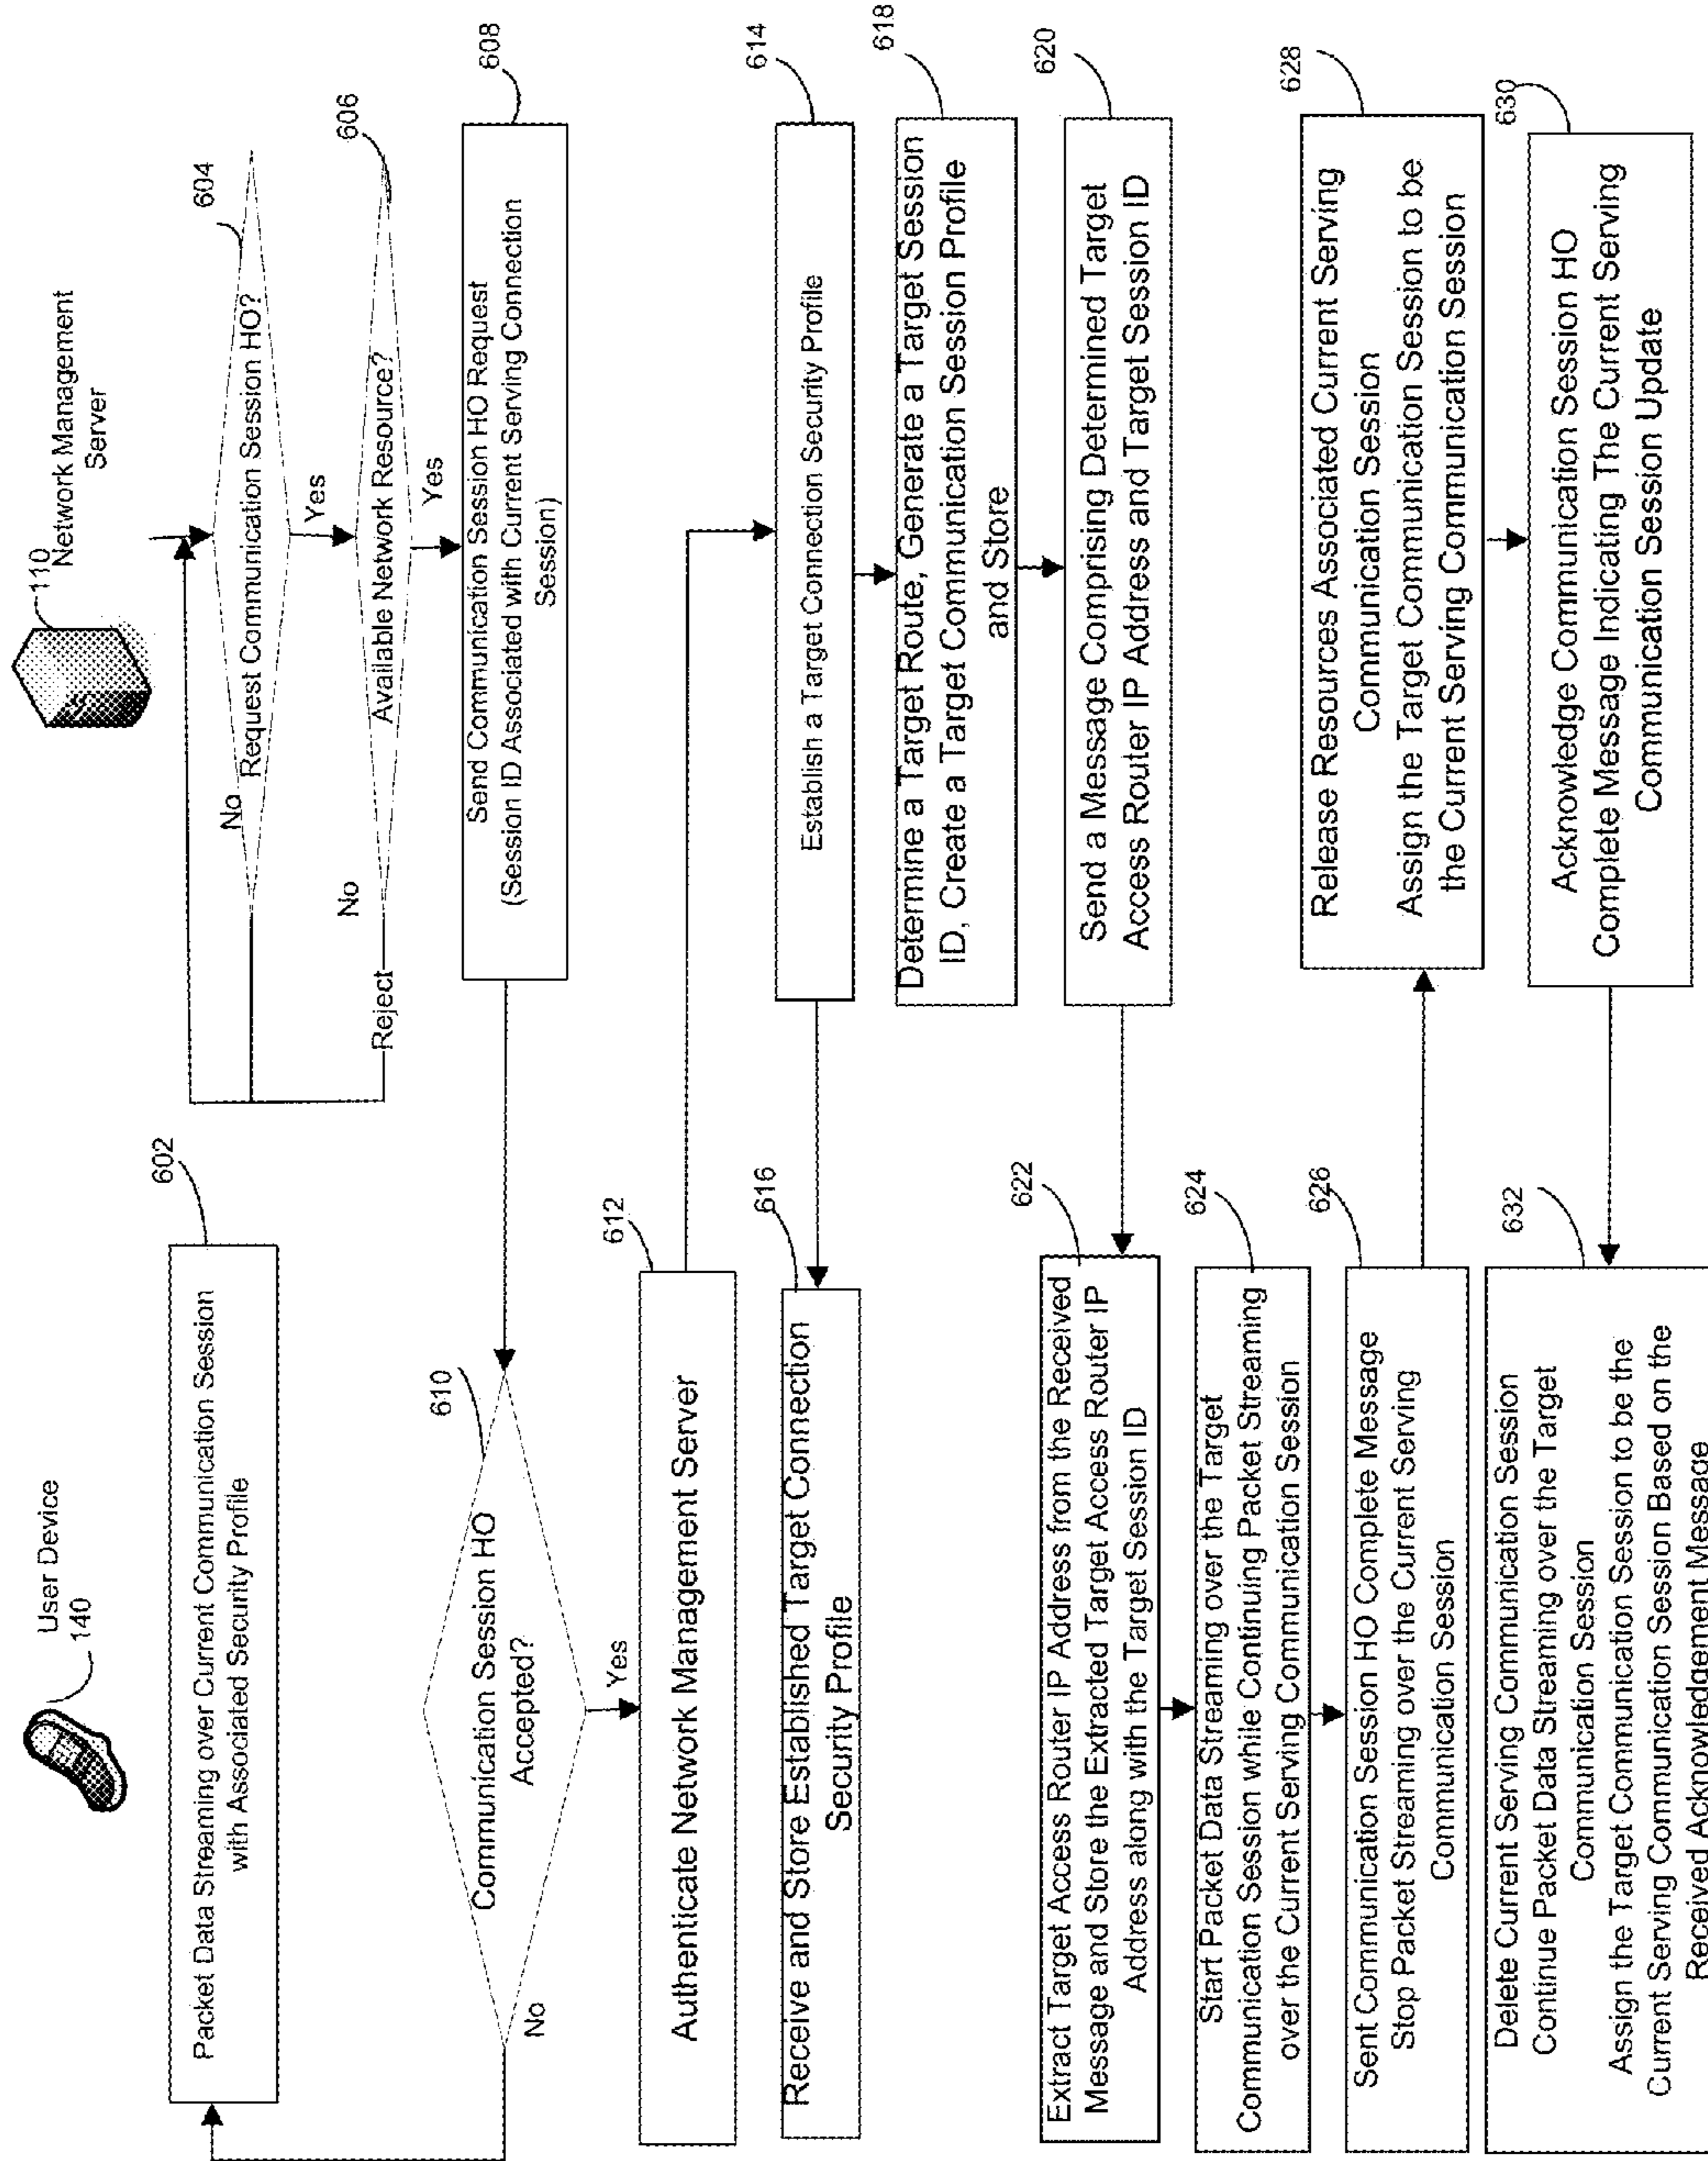 User Device
140
110
Network Management
Server
602
Packet Data Streaming over Current Communication Session
with Associated Security Profile
604
Request Communication Session HO?
No
Yes
606
Available Network Resource?
No
Reject
Yes
608
Send Communication Session HO Request
(Session ID Associated with Current Serving Connection
Session)
610
Communication Session HO
Accepted?
No
Yes
612
Authenticate Network Management Server
614
Establish a Target Connection Security Profile
616
Receive and Store Established Target Connection
Security Profile
618
Determine a Target Route, Generate a Target Session
ID, Create a Target Communication Session Profile
and Store
620
Send a Message Comprising Determined Target
Access Router IP Address and Target Session ID
622
Extract Target Access Router IP Address from the Received
Message and Store the Extracted Target Access Router IP
Address along with the Target Session ID
624
Start Packet Data Streaming over the Target
Communication Session while Continuing Packet Streaming
over the Current Serving Communication Session
626
Sent Communication Session HO Complete Message
Stop Packet Streaming over the Current Serving
Communication Session
628
Release Resources Associated Current Serving
Communication Session
Assign the Target Communication Session to be
the Current Serving Communication Session
630
Acknowledge Communication Session HO
Complete Message Indicating The Current Serving
Communication Session Update
632
Delete Current Serving Communication Session
Continue Packet Data Streaming over the Target
Communication Session
Assign the Target Communication Session to be the
Current Serving Communication Session Based on the
Received Acknowledgement Message